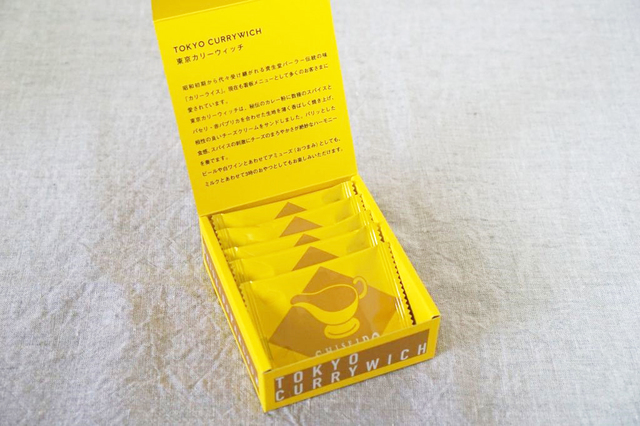 TOKYO CURRYWICH
東京カリーウィッチ
昭和初期から代々受け継がれる資生堂パーラー伝統の味
「カリーライス」。現在も看板メニューとして多くのお客さまに
愛されています。
東京カリーウィッチは、秘伝のカレー粉に数種のスパイスと
パセリ・赤パプリカを合わせた生地を薄く香ばしく焼き上げ、
相性の良いチーズクリームをサンドしました。パリッとした
食感、スパイスの刺激にチーズのまろやかさが絶妙なハーモニー
を奏でます。
ビールや白ワインとあわせてアミューズ(おつまみ)としても、
ミルクとあわせて3時のおやつとしてもお楽しみいただけます。
TOKYO
CURRYWICH